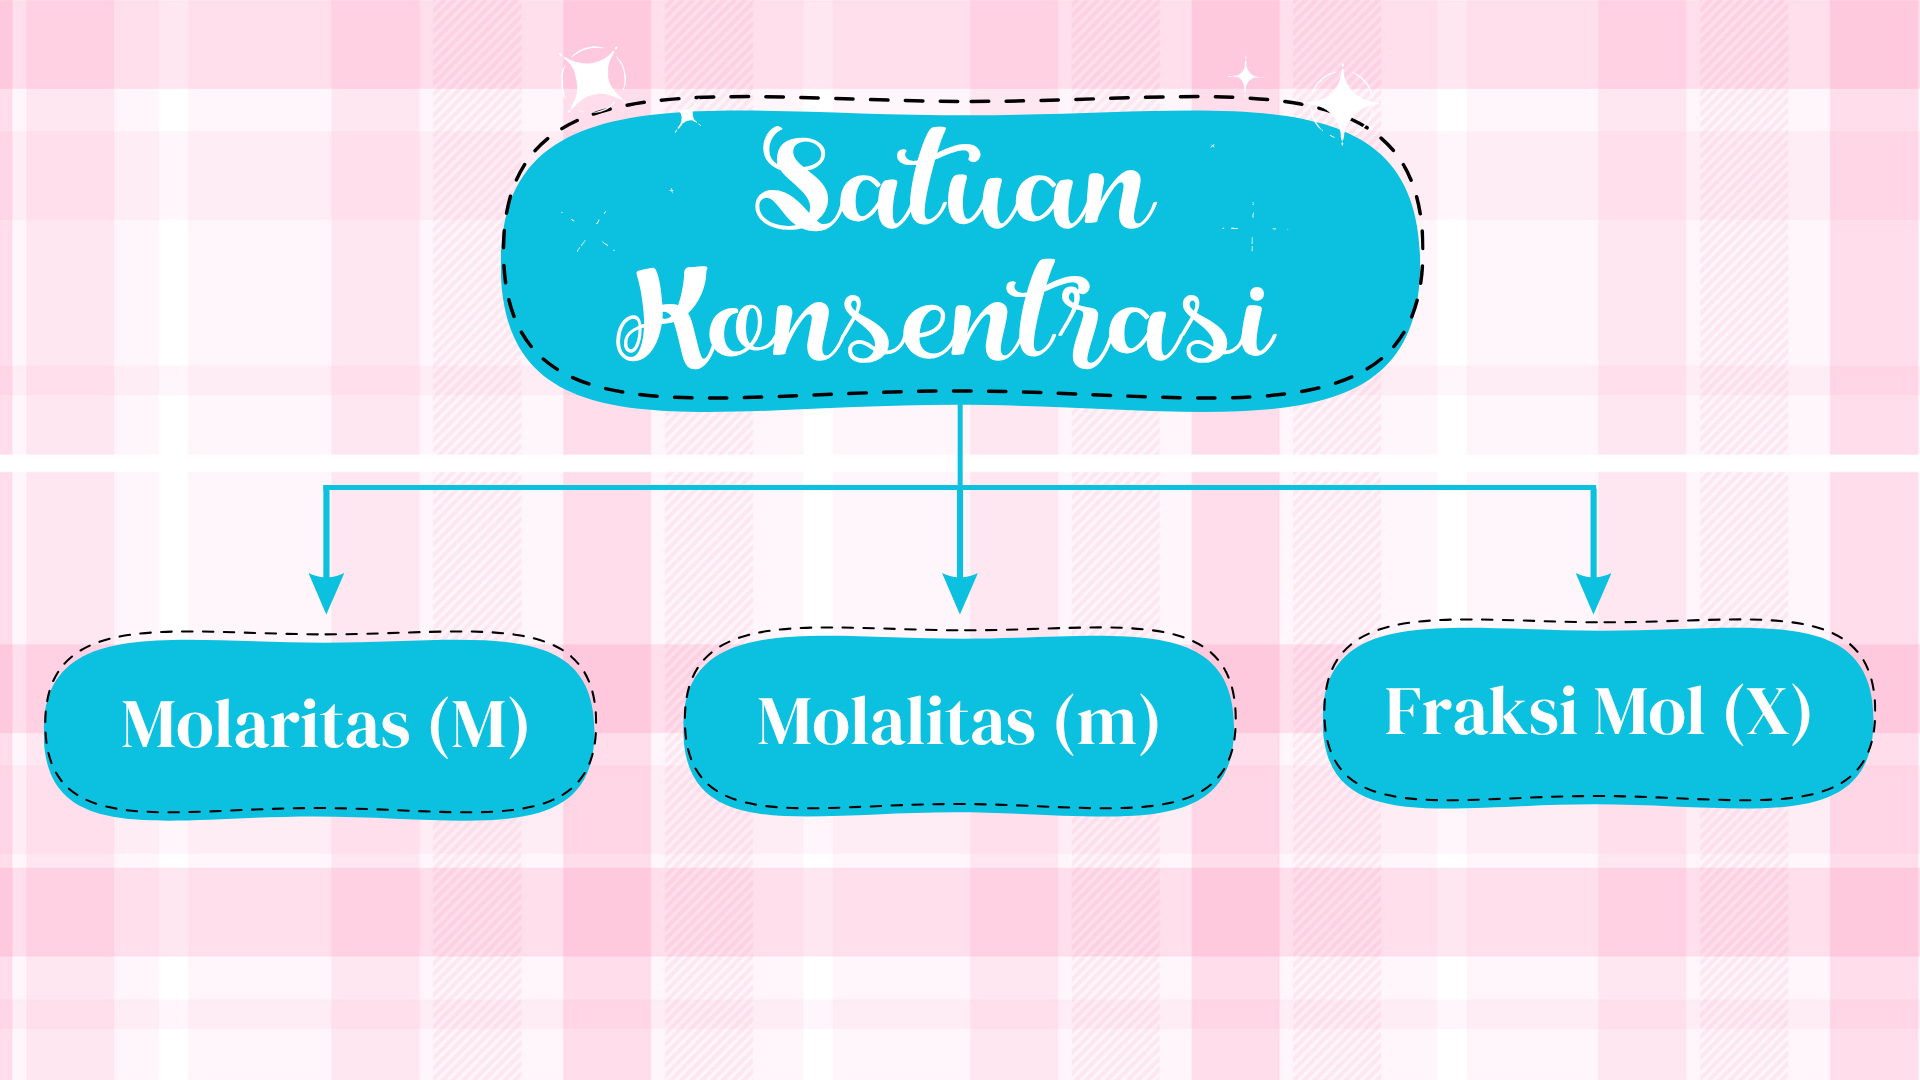 Satuan
Konsentrasi
Molaritas (M)
Molalitas (m)
Fraksi Mol (X)